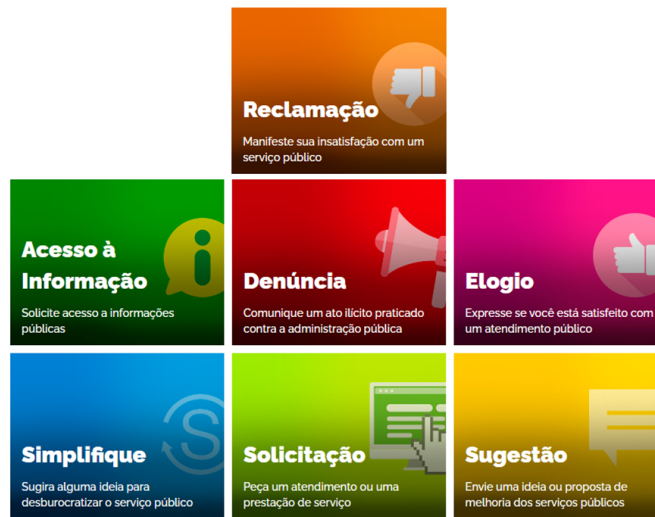 Reclamação
Manifeste sua insatisfação com um
serviço público
Acesso à
Informação
Solicite acesso a informações
públicas
Denúncia
Comunique um ato ilícito praticado
contra a administração pública
Elogio
Expresse se você está satisfeito com
um atendimento público
Simplifique
Sugira alguma ideia para
desburocratizar o serviço público
Solicitação
Peça um atendimento ou uma
prestação de serviço
Sugestão
Envie uma ideia ou proposta de
melhoria dos serviços públicos